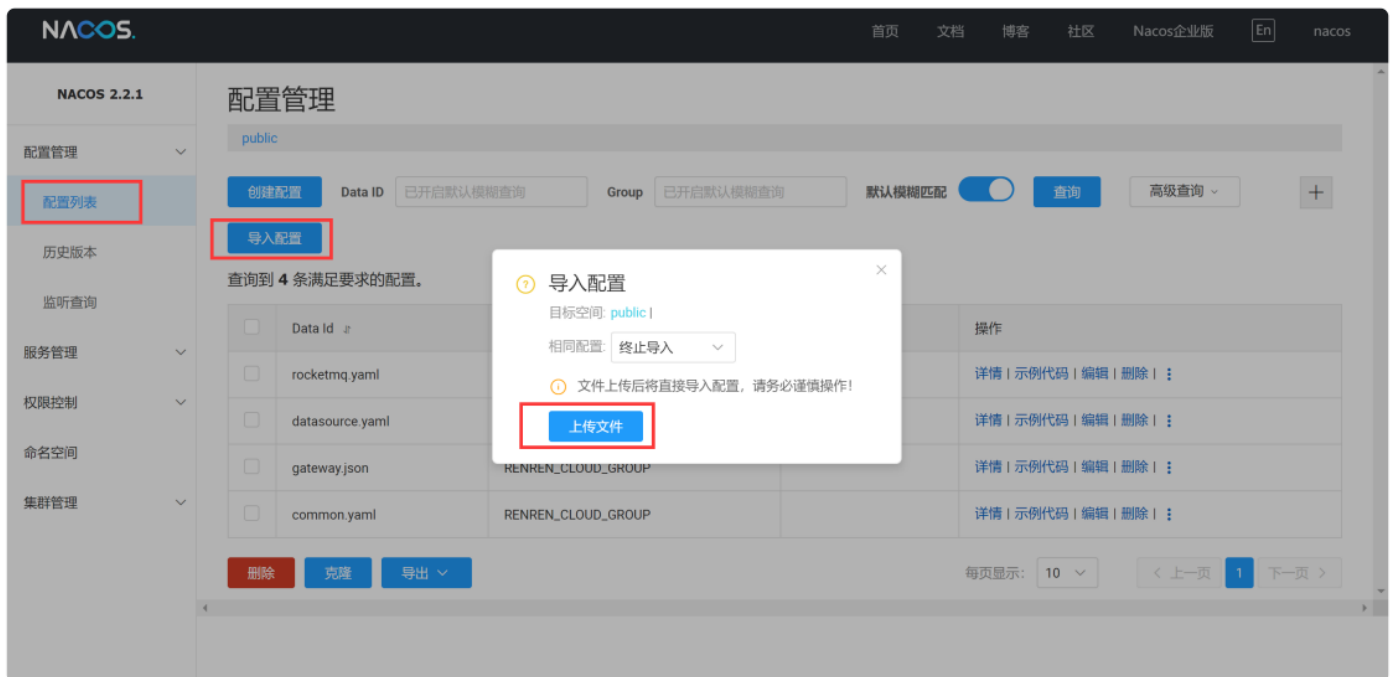 NACOS.
首页 文档 博客 社区 Nacos企业版 En nacos
NACOS 2.2.1
配置管理
配置列表
历史版本
监听查询
服务管理
权限控制
命名空间
集群管理
配置管理
public
创建配置 Data ID 已开启默认模糊查询 Group 已开启默认模糊查询 默认模糊匹配 查询 高级查询
导入配置
查询到 4 条满足要求的配置。
Data Id 操作
rocketmq.yaml 详情 | 示例代码 | 编辑 | 删除 |
datasource.yaml 详情 | 示例代码 | 编辑 | 删除 |
gateway.json RENREN_CLOUD_GROUP 详情 | 示例代码 | 编辑 | 删除 |
common.yaml RENREN_CLOUD_GROUP 详情 | 示例代码 | 编辑 | 删除 |
删除 克隆 导出 每页显示: 10 上一页 1 下一页
导入配置
目标空间: public |
相同配置: 终止导入
文件上传后将直接导入配置，请务必谨慎操作！
上传文件